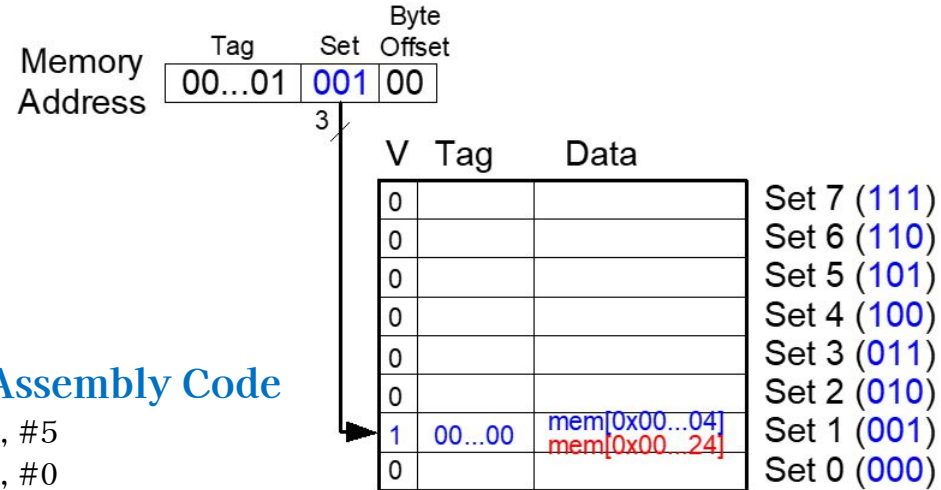 Byte
Tag Set Offset
Memory Address 00...01 001 00
3
V Tag Data
0 Set 7 (111)
0 Set 6 (110)
0 Set 5 (101)
0 Set 4 (100)
0 Set 3 (011)
Assembly Code
0 Set 2 (010)
, #5
1 00...00 mem[0x00...04] Set 1 (001)
mem[0x00...24]
, #0
0 Set 0 (000)